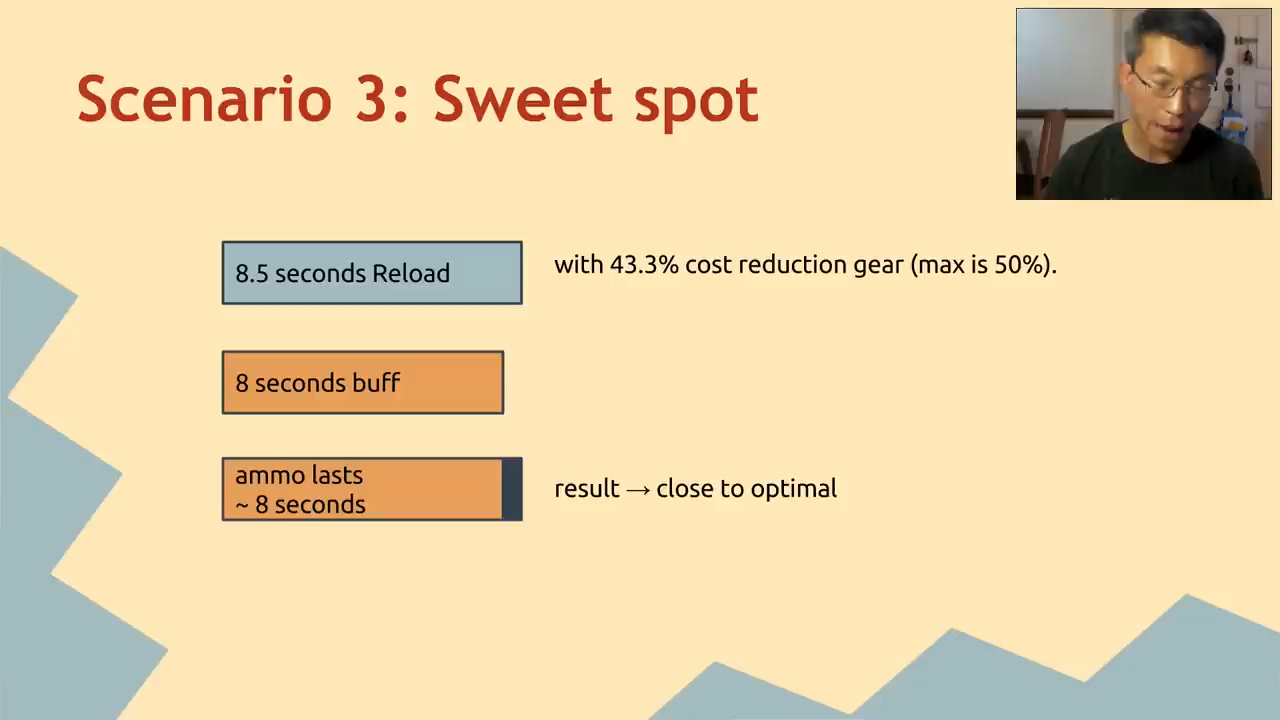 Scenario 3: Sweet spot
8.5 seconds Reload
with 43.3% cost reduction gear (max is 50%).
8 seconds buff
ammo lasts
~ 8 seconds
result → close to optimal